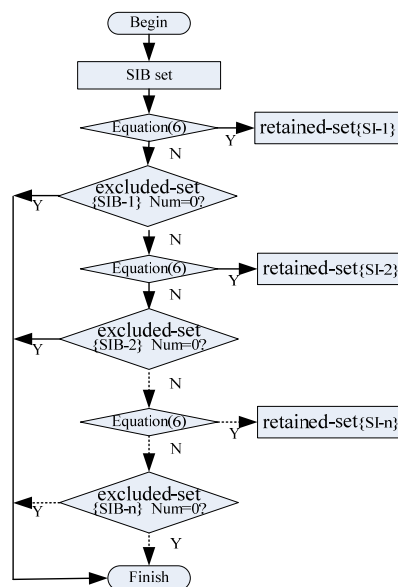 Begin
SIB set
Equation(6)
Y
retained-set{SI-1}
N
excluded-set
{SIB-1} Num=0?
Y
N
Equation(6)
Y
retained-set{SI-2}
N
excluded-set
{SIB-2} Num=0?
Y
N
Equation(6)
Y
retained-set{SI-n}
N
excluded-set
{SIB-n} Num=0?
Y
Y
Finish